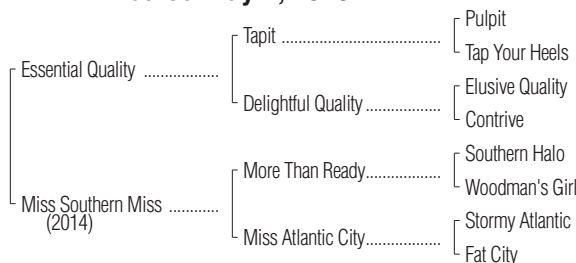 Pulpit
Tapit ..........................................
Tap Your Heels
Essential Quality ...................
Elusive Quality
Delightful Quality ...................
Contrive
Southern Halo
More Than Ready...................
Woodman's Girl
Miss Southern Miss ............
(2014)
Stormy Atlantic
Miss Atlantic City...................
Fat City